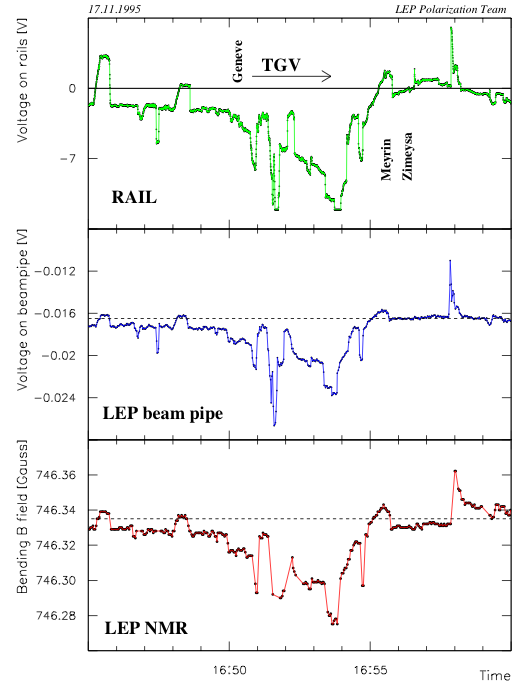 17.11.1995 LEP Polarization Team
Voltage on rails [V]
0
−7
Geneve
TGV
Meyrin
Zimeysa
RAIL
Voltage on beampipe [V]
−0.012
−0.016
−0.02
−0.024
LEP beam pipe
Bending B field [Gauss]
746.36
746.34
746.32
746.30
746.28
LEP NMR
16:50 16:55
Time